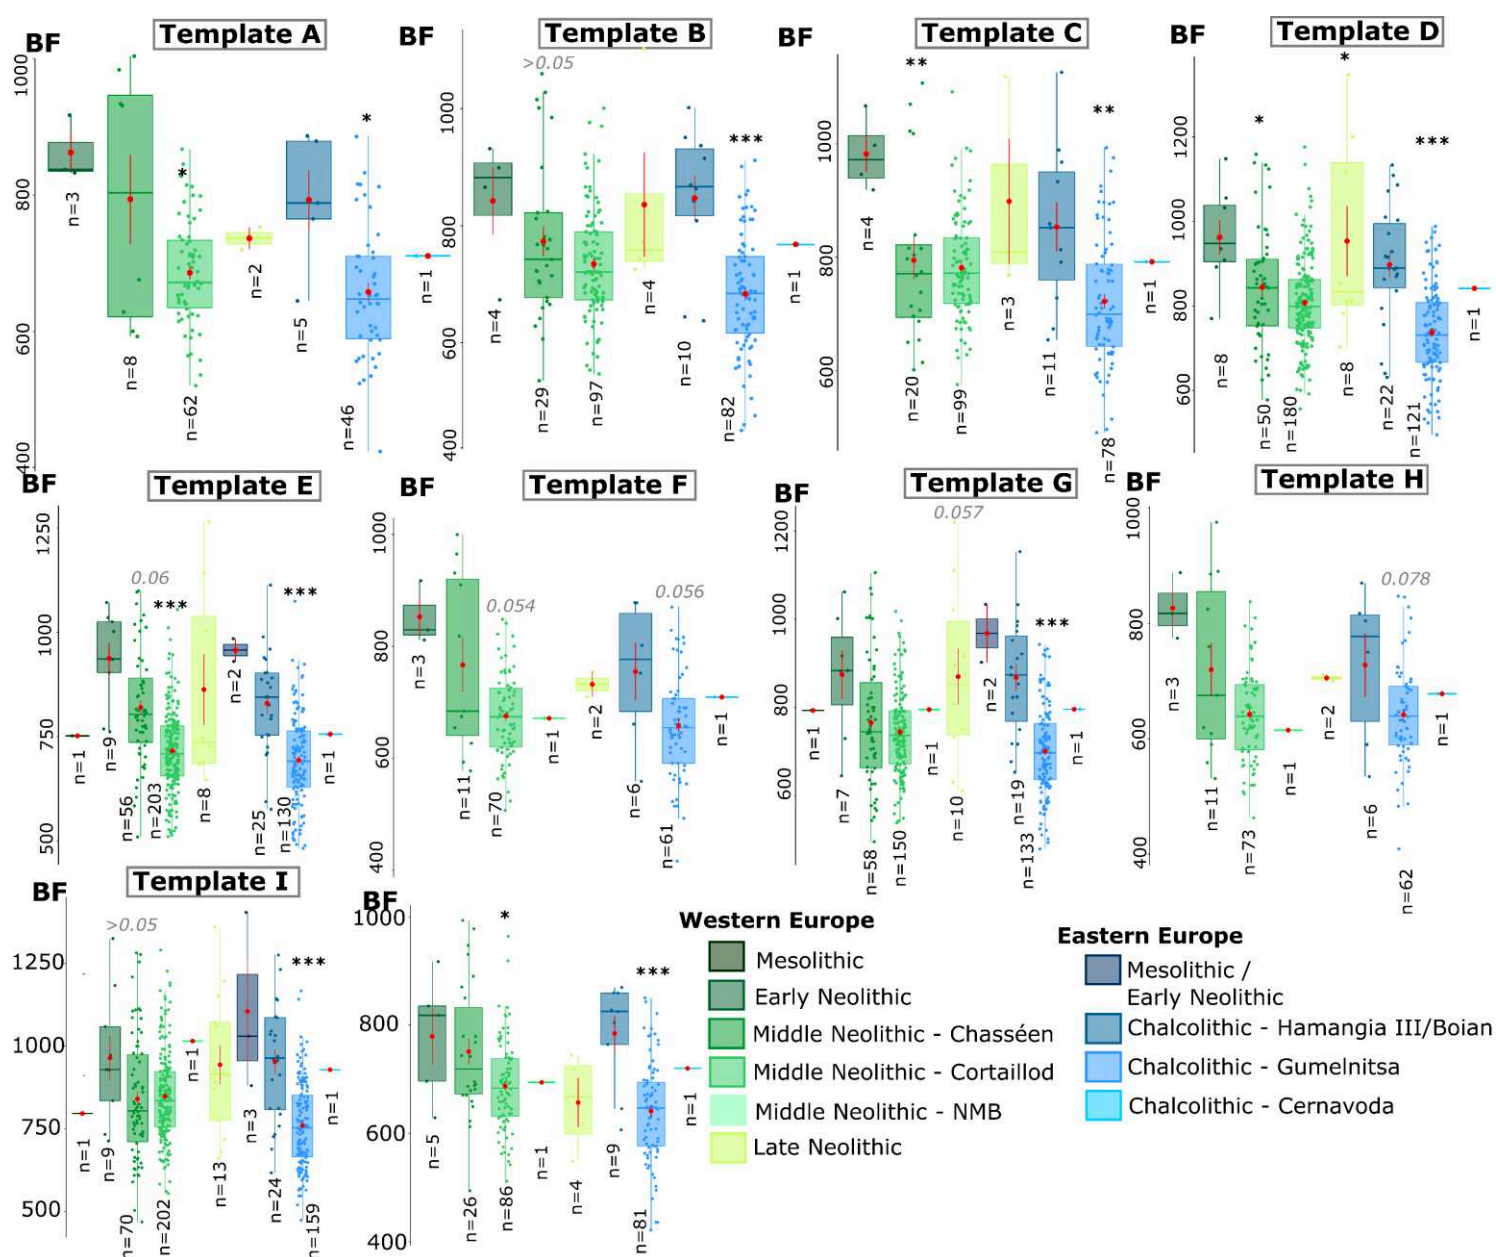 Template A
BF
1000
800
600
400
n=3
n=8
*
n=62
n=2
n=5
*
n=46
n=1
Template B
BF
1000
800
600
400
n=4
>0.05
n=29
n=97
n=4
n=10
***
n=82
n=1
Template C
BF
1000
800
600
n=4
**
n=20
n=99
n=3
n=11
**
n=78
n=1
Template D
BF
1200
1000
800
600
n=8
*
n=50
n=180
*
n=8
n=22
***
n=121
n=1
Template E
BF
1250
1000
750
500
n=1
n=9
0.06
n=56
***
n=203
n=8
n=2
n=25
***
n=130
n=1
Template F
BF
1000
800
600
400
n=3
n=11
0.054
n=70
n=1
n=2
n=6
0.056
n=61
n=1
Template G
BF
1200
1000
800
600
n=1
n=7
n=58
n=150
n=1
0.057
n=10
n=2
n=19
***
n=133
n=1
Template H
BF
1000
800
600
400
n=3
n=11
n=73
n=1
n=2
n=6
0.078
n=62
n=1
Template I
BF
1250
1000
750
500
n=1
n=9
>0.05
n=70
n=202
n=1
n=13
n=3
n=24
***
n=159
n=1
BF
1000
800
600
400
n=5
n=26
*
n=86
n=1
n=4
n=9
***
n=81
n=1
Western Europe
Mesolithic
Early Neolithic
Middle Neolithic - Chasséen
Middle Neolithic - Cortaillod
Middle Neolithic - NMB
Late Neolithic
Eastern Europe
Mesolithic /
Early Neolithic
Chalcolithic - Hamangia III/Boian
Chalcolithic - Gumelnitsa
Chalcolithic - Cernavoda